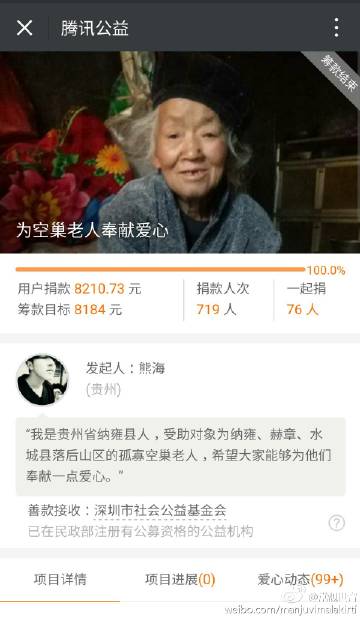 腾讯公益
筹款结束
为空巢老人奉献爱心
100.0%
用户捐款 8210.73 元
筹款目标 8184 元
捐款人次
719 人
一起捐
76 人
发起人：熊海
(贵州)
“我是贵州省纳雍县人，受助对象为纳雍、赫章、水
城县落后山区的孤寡空巢老人，希望大家能够为他们
奉献一点爱心。”
善款接收：深圳市社会公益基金会
已在民政部注册有公募资格的公益机构
?
项目详情
项目进展(0)
爱心动态(99+)
weibo.com/manjuvimalakirti